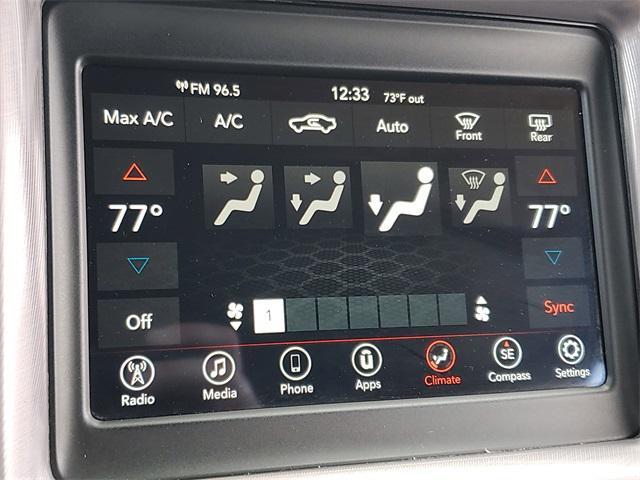 FM 96.5 12:33 73°F out
Max A/C A/C Auto Front Rear
77° 77°
Off 1 Sync
Radio Media Phone Apps Climate SE Compass Settings